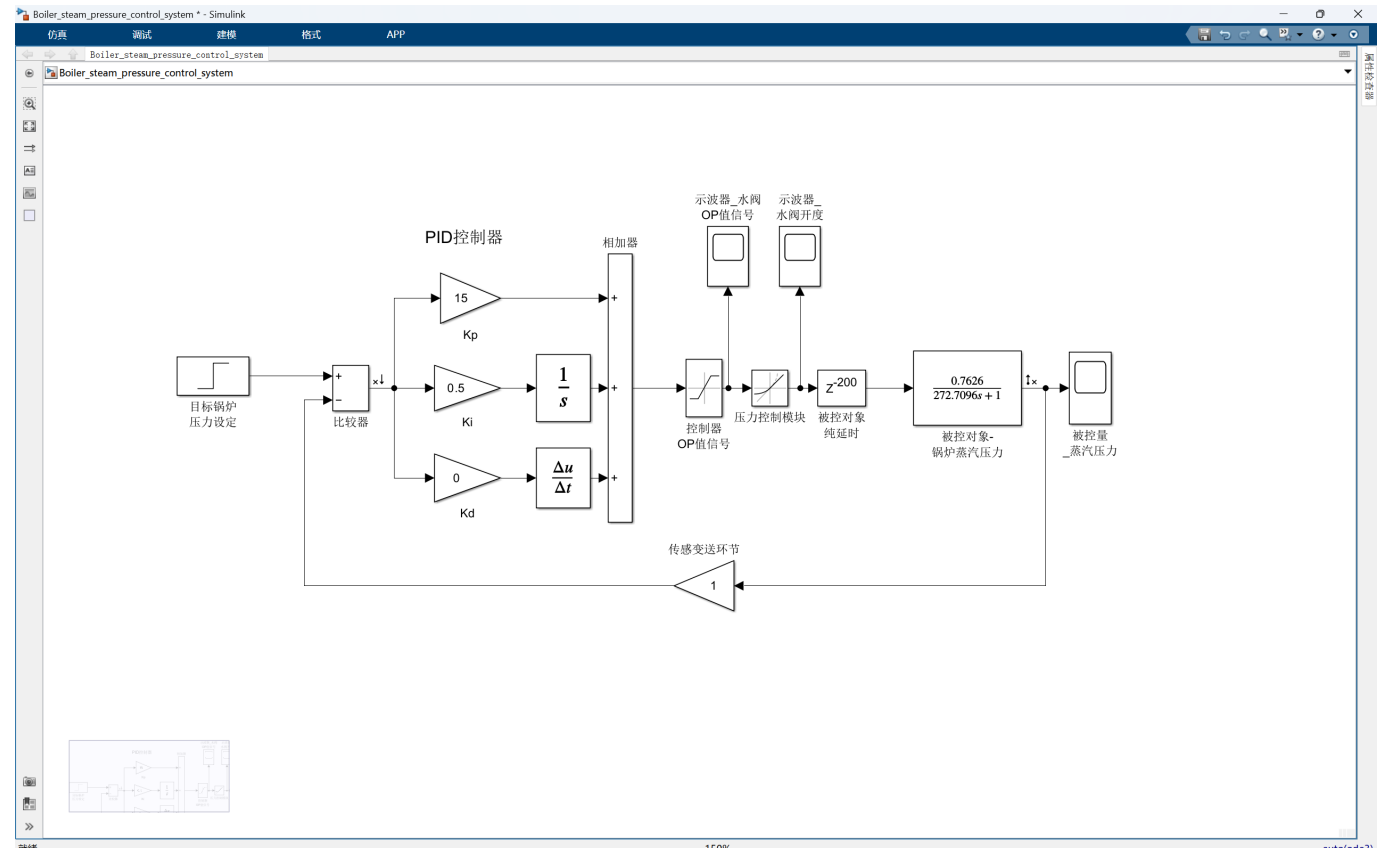 Boiler_steam_pressure_control_system * - Simulink
仿真 调试 建模 格式 APP
Boiler_steam_pressure_control_system
Boiler_steam_pressure_control_system
属性检查器
示波器_水阀
OP值信号
示波器_
水阀开度
PID控制器
相加器
15
Kp
+
目标锅炉
压力设定
+
−
比较器
0.5
Ki
1
s
+
控制器
OP值信号
压力控制模块
Z-200
被控对象
纯延时
0.7626
272.7096s + 1
被控对象-
锅炉蒸汽压力
被控量
_蒸汽压力
0
Kd
Δu
Δt
+
传感变送环节
1
150%